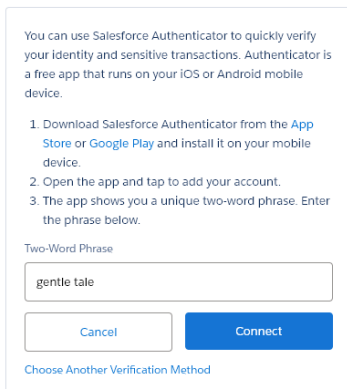 You can use Salesforce Authenticator to quickly verify
your identity and sensitive transactions. Authenticator is
a free app that runs on your iOS or Android mobile
device.
1. Download Salesforce Authenticator from the App
Store or Google Play and install it on your mobile
device.
2. Open the app and tap to add your account.
3. The app shows you a unique two-word phrase. Enter
the phrase below.
Two-Word Phrase
gentle tale
Cancel
Connect
Choose Another Verification Method